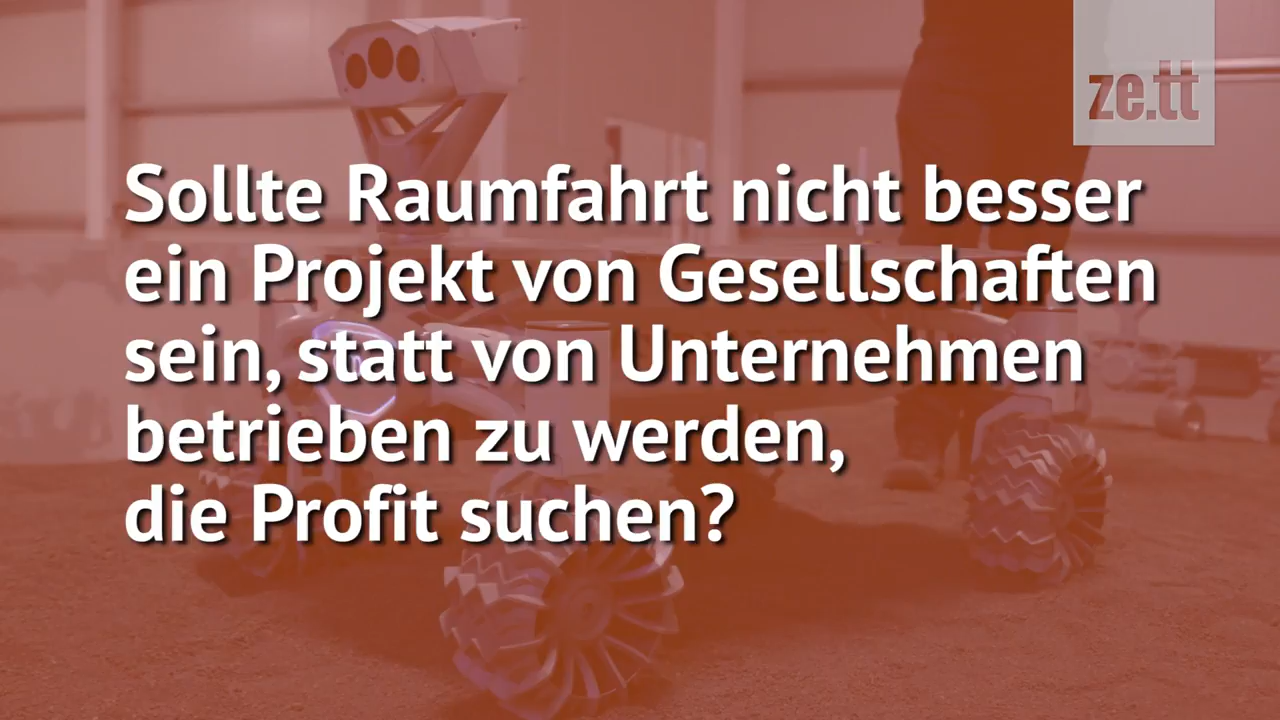 ze.tt
Sollte Raumfahrt nicht besser
ein Projekt von Gesellschaften
sein, statt von Unternehmen
betrieben zu werden,
die Profit suchen?